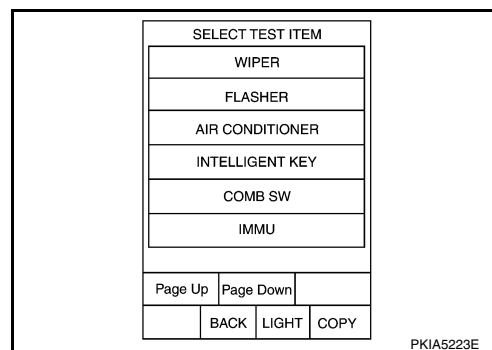 SELECT TEST ITEM
WIPER
FLASHER
AIR CONDITIONER
INTELLIGENT KEY
COMB SW
IMMU
Page Up Page Down
BACK LIGHT COPY
PKIA5223E